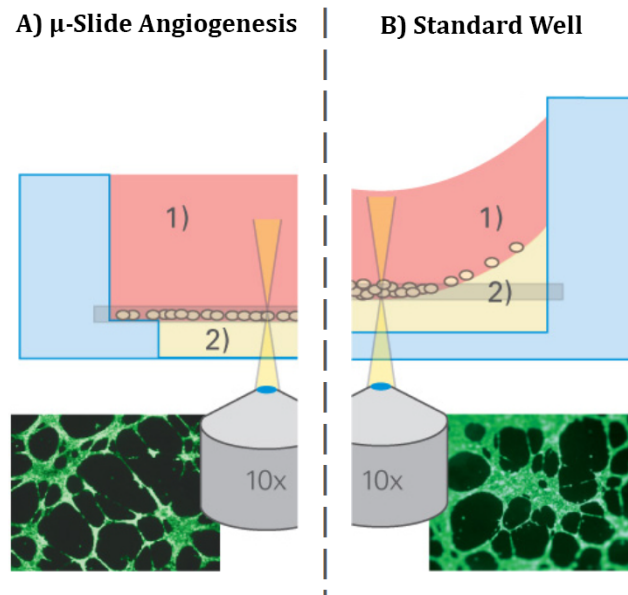 A) μ-Slide Angiogenesis
B) Standard Well
1)
1)
2)
2)
10x
10x